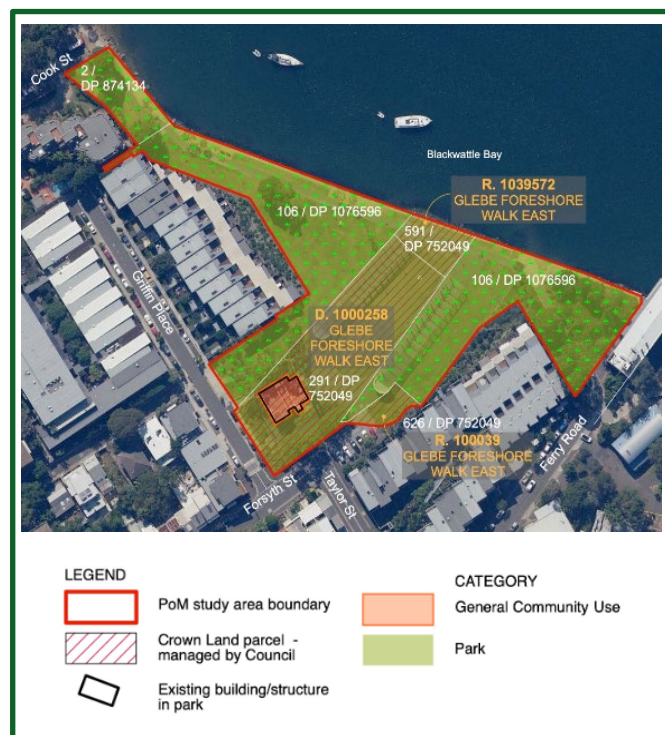 Cook St
2 /
DP 874134
Blackwattle Bay
R. 1039572
GLEBE FORESHORE
WALK EAST
106 / DP 1076596
591 /
DP 752049
106 / DP 1076596
Griffin Place
D. 1000258
GLEBE
FORESHORE
WALK EAST
291 / DP
752049
626 / DP 752049
R. 100039
GLEBE FORESHORE
WALK EAST
Forsyth St
Taylor St
Ferry Road
LEGEND
PoM study area boundary
Crown Land parcel -
managed by Council
Existing building/structure
in park
CATEGORY
General Community Use
Park